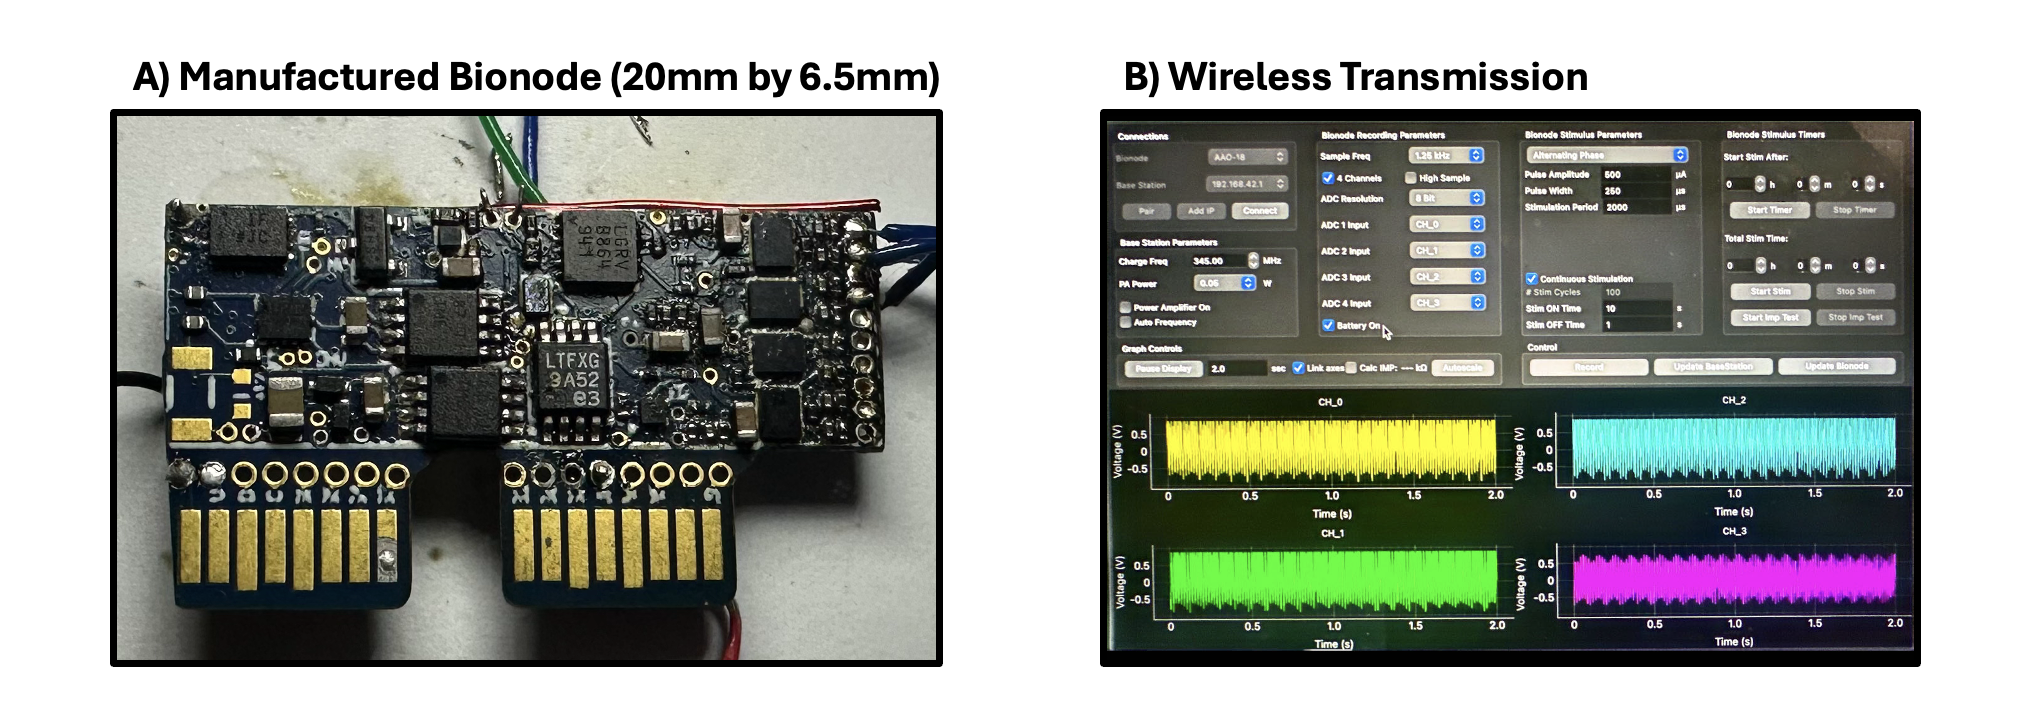 A) Manufactured Bionode (20mm by 6.5mm)
B) Wireless Transmission
LGRV
B864
941
LTFXG
9A52
e3
Connections
Bionode
AAO-18
Base Station
192.168.42.1
Pair
Add IP
Connect
Base Station Parameters
Charge Freq
345.00
MHz
PA Power
0.05
W
Power Amplifier On
Auto Frequency
Bionode Recording Parameters
Sample Freq
1.25 kHz
4 Channels
High Sample
ADC Resolution
8 Bit
ADC 1 Input
CH_0
ADC 2 Input
CH_1
ADC 3 Input
CH_2
ADC 4 Input
CH_3
Battery On
Bionode Stimulus Parameters
Alternating Phase
Pulse Amplitude
500
µA
Pulse Width
250
µs
Stimulation Period
2000
µs
Continuous Stimulation
# Stim Cycles
100
Stim ON Time
10
s
Stim OFF Time
1
s
Bionode Stimulus Timers
Start Stim After:
0 h 0 m 0 s
Start Timer
Stop Timer
Total Stim Time:
0 h 0 m 0 s
Start Stim
Stop Stim
Start Imp Test
Stop Imp Test
Graph Controls
Pause Display
2.0
sec
Link axes
Calc IMP: --- kΩ
Autoscale
Control
Record
Update BaseStation
Update Bionode
CH_0
Voltage (V)
0.5
0
-0.5
0 0.5 1.0 1.5 2.0
Time (s)
CH_2
Voltage (V)
0.5
0
-0.5
0 0.5 1.0 1.5 2.0
Time (s)
CH_1
Voltage (V)
0.5
0
-0.5
0 0.5 1.0 1.5 2.0
Time (s)
CH_3
Voltage (V)
0.5
0
-0.5
0 0.5 1.0 1.5 2.0
Time (s)